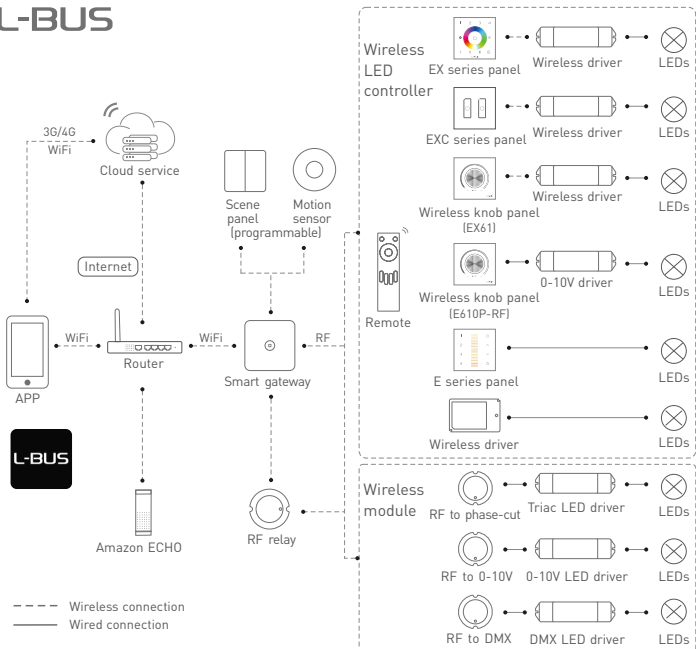 L-BUS
3G/4G
WiFi
Cloud service
Scene
panel
Motion
sensor
(programmable)
Internet
WiFi
WiFi
RF
APP
Router
Smart gateway
L-BUS
Amazon ECHO
RF relay
Wireless connection
Wired connection
Wireless
LED
controller
Remote
EX series panel
Wireless driver
LEDs
EXC series panel
Wireless driver
LEDs
Wireless knob panel
(EX61)
Wireless driver
LEDs
Wireless knob panel
(E610P-RF)
0-10V driver
LEDs
E series panel
LEDs
Wireless driver
LEDs
Wireless
module
RF to phase-cut
Triac LED driver
LEDs
RF to 0-10V
0-10V LED driver
LEDs
RF to DMX
DMX LED driver
LEDs